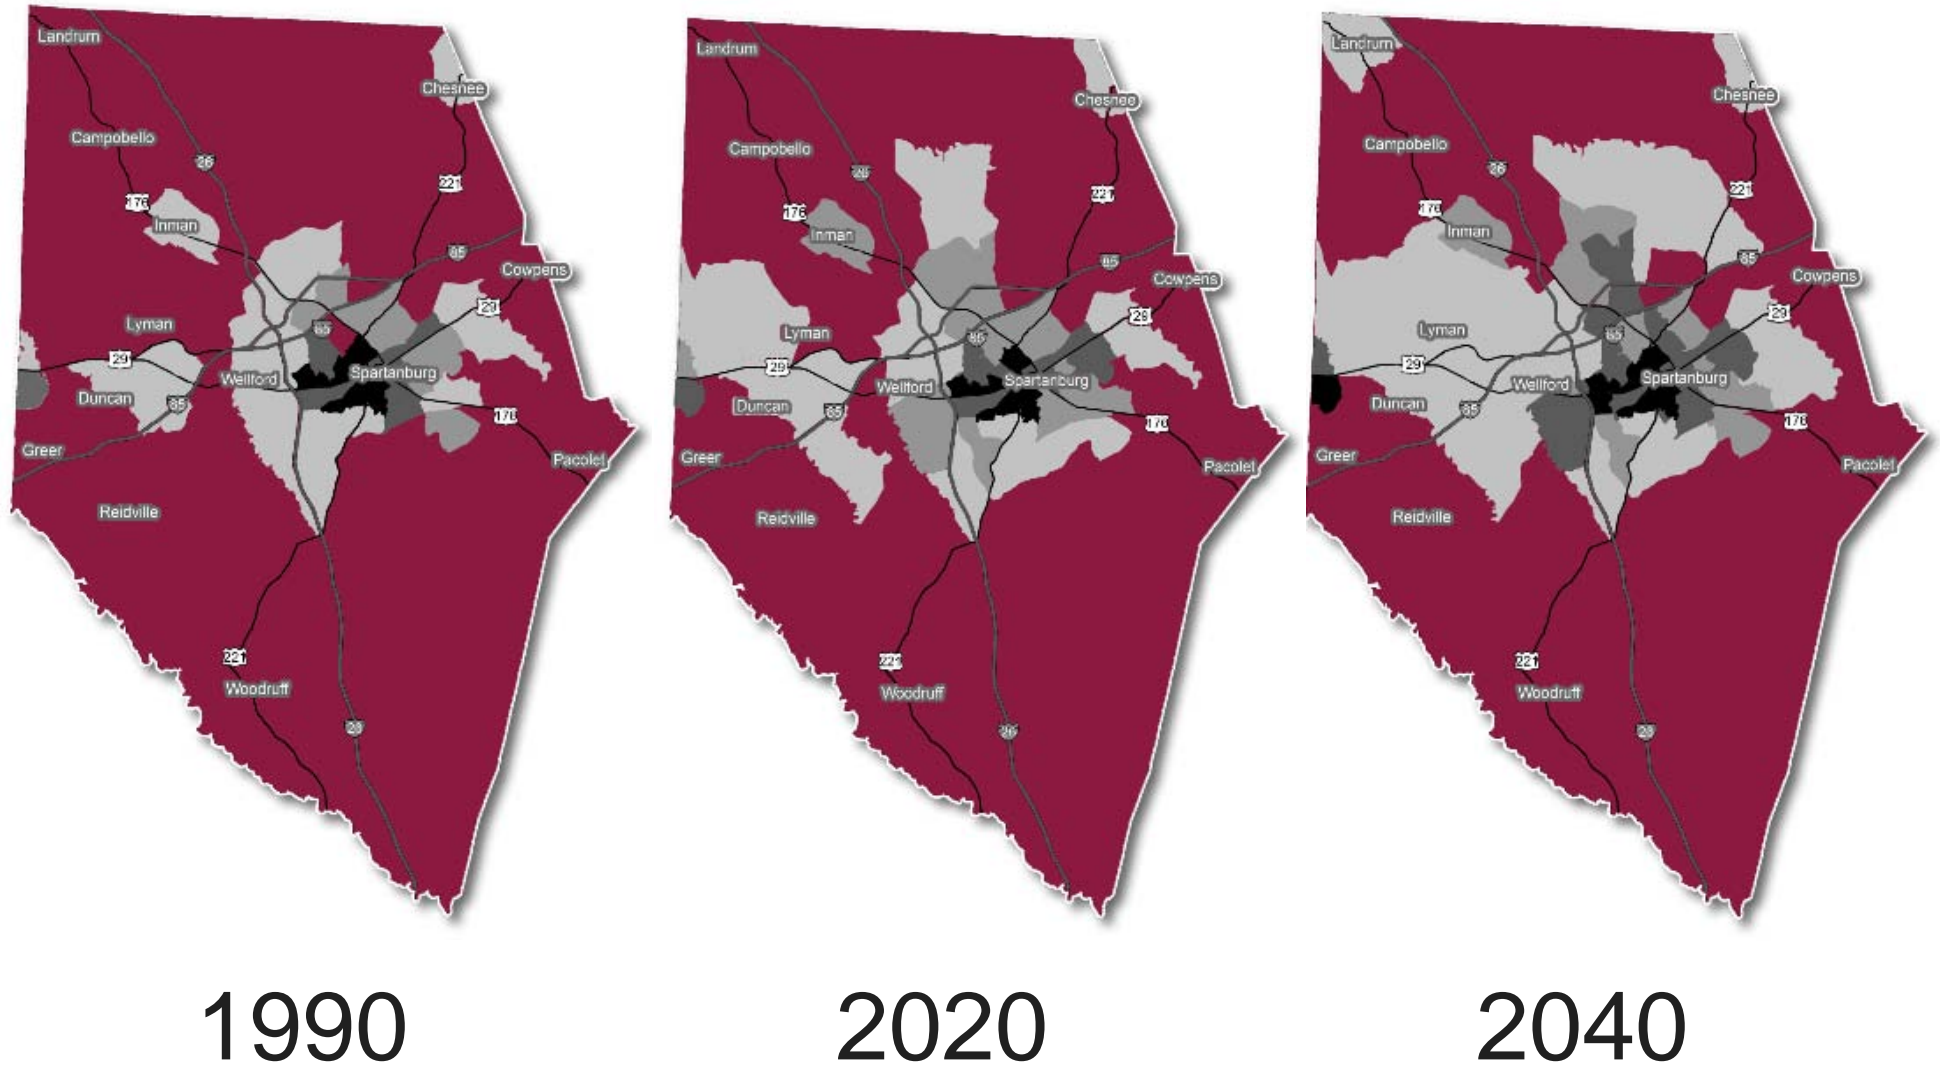 Landrum
Chesnee
Campobello
26
221
176
Inman
85
Cowpens
29
Lyman
85
29
Wellford
Spartanburg
Duncan
85
176
Greer
Pacolet
Reidville
221
Woodruff
26
1990
Landrum
Chesnee
Campobello
26
221
176
Inman
85
Cowpens
29
Lyman
85
29
Wellford
Spartanburg
Duncan
85
176
Greer
Pacolet
Reidville
221
Woodruff
26
2020
Landrum
Chesnee
Campobello
26
221
176
Inman
85
Cowpens
29
Lyman
85
29
Wellford
Spartanburg
Duncan
85
176
Greer
Pacolet
Reidville
221
Woodruff
26
2040